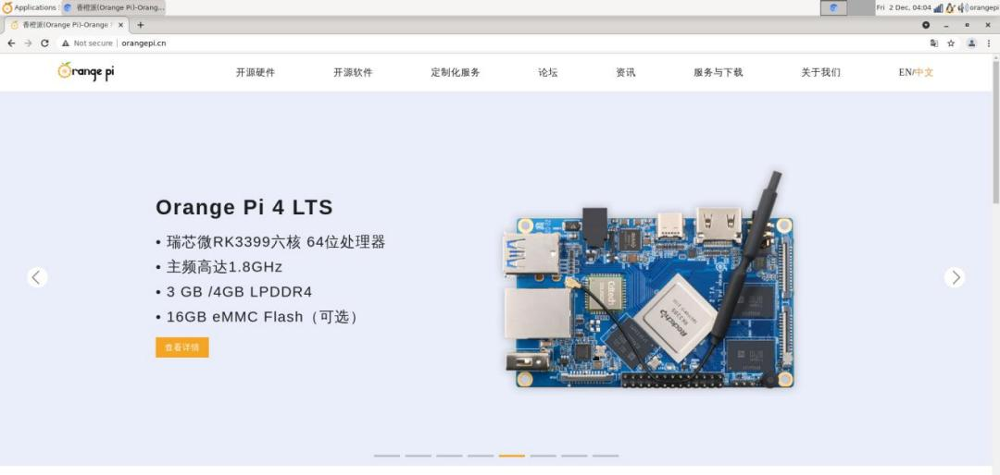 Applications
香橙派(Orange Pi)-Orang...
Fri 2 Dec, 04:04
orangepi
香橙派(Orange Pi)-Orange
Not secure
orangepi.cn
Orange pi
开源硬件
开源软件
定制化服务
论坛
资讯
服务与下载
关于我们
EN/中文
Orange Pi 4 LTS
• 瑞芯微RK3399六核 64位处理器
• 主频高达1.8GHz
• 3 GB /4GB LPDDR4
• 16GB eMMC Flash（可选）
查看详情
Cdtech
Rockchip
RK3399